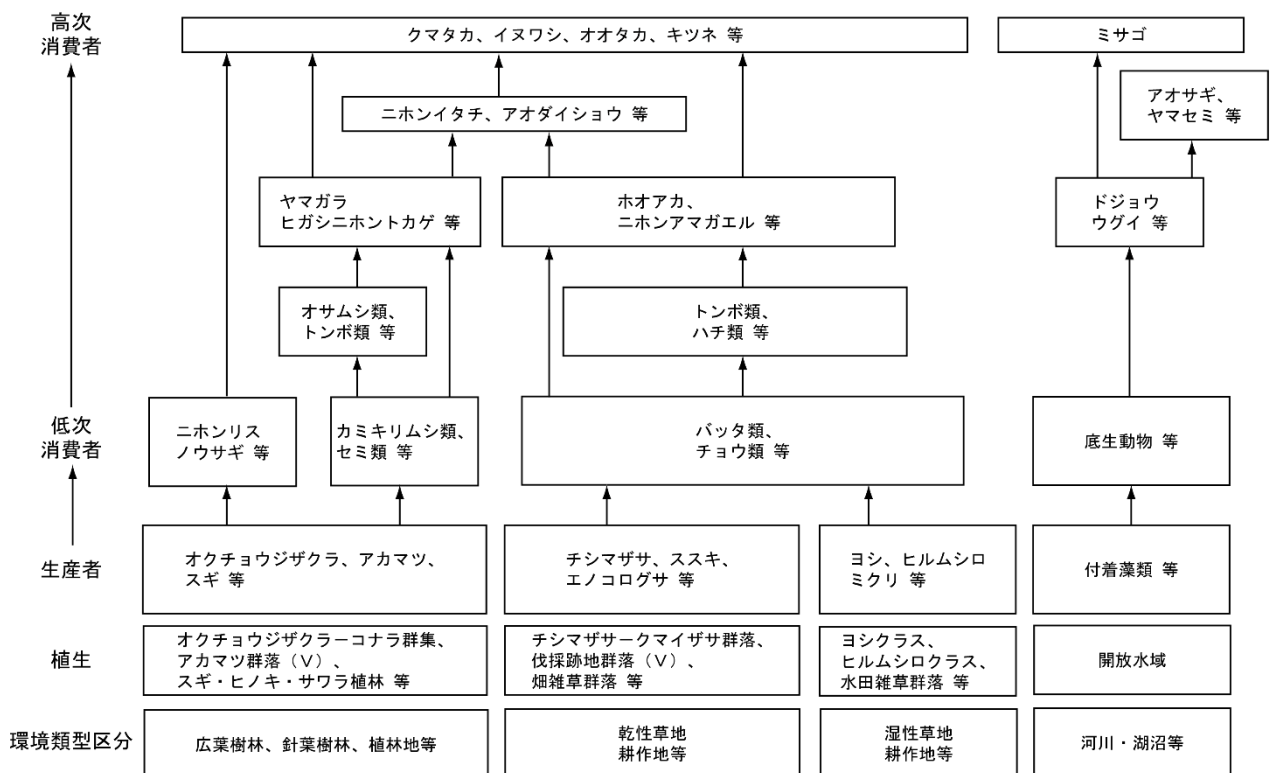 高次
消費者
クマタカ、イヌワシ、オオタカ、キツネ 等
ミサゴ
ニホンイタチ、アオダイショウ 等
アオサギ、
ヤマセミ 等
ヤマガラ
ヒガシニホントカゲ 等
ホオアカ、
ニホンアマガエル 等
ドジョウ
ウグイ 等
オサムシ類、
トンボ類 等
トンボ類、
ハチ類 等
低次
消費者
ニホンリス
ノウサギ 等
カミキリムシ類、
セミ類 等
バッタ類、
チョウ類 等
底生動物 等
生産者
オクチョウジザクラ、アカマツ、
スギ 等
チシマザサ、ススキ、
エノコログサ 等
ヨシ、ヒルムシロ
ミクリ 等
付着藻類 等
植生
オクチョウジザクラーコナラ群集、
アカマツ群落（Ⅴ）、
スギ・ヒノキ・サワラ植林 等
チシマザサークマイザサ群落、
伐採跡地群落（Ⅴ）、
畑雑草群落 等
ヨシクラス、
ヒルムシロクラス、
水田雑草群落 等
開放水域
環境類型区分
広葉樹林、針葉樹林、植林地等
乾性草地
耕作地等
湿性草地
耕作地等
河川・湖沼等